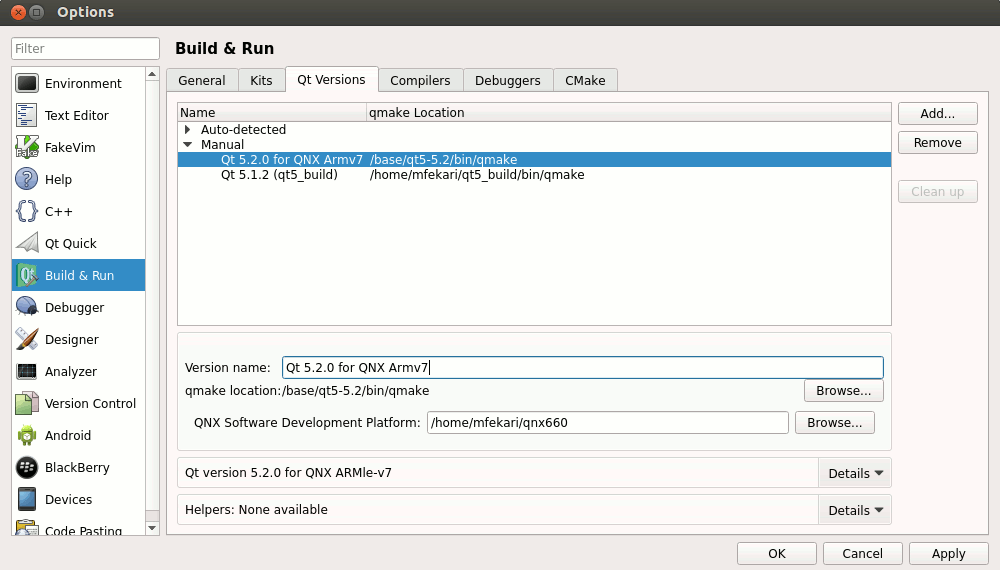 Options
Filter
Environment
Text Editor
FakeVim
Help
C++
Qt Quick
Build & Run
Debugger
Designer
Analyzer
Version Control
Android
BlackBerry
Devices
Code Pasting
Build & Run
General Kits Qt Versions Compilers Debuggers CMake
Name qmake Location
Auto-detected
Manual
Qt 5.2.0 for QNX Armv7 /base/qt5-5.2/bin/qmake
Qt 5.1.2 (qt5_build) /home/mfekari/qt5_build/bin/qmake
Add...
Remove
Clean up
Version name: Qt 5.2.0 for QNX Armv7
qmake location:/base/qt5-5.2/bin/qmake Browse...
QNX Software Development Platform: /home/mfekari/qnx660 Browse...
Qt version 5.2.0 for QNX ARMle-v7 Details
Helpers: None available Details
OK Cancel Apply